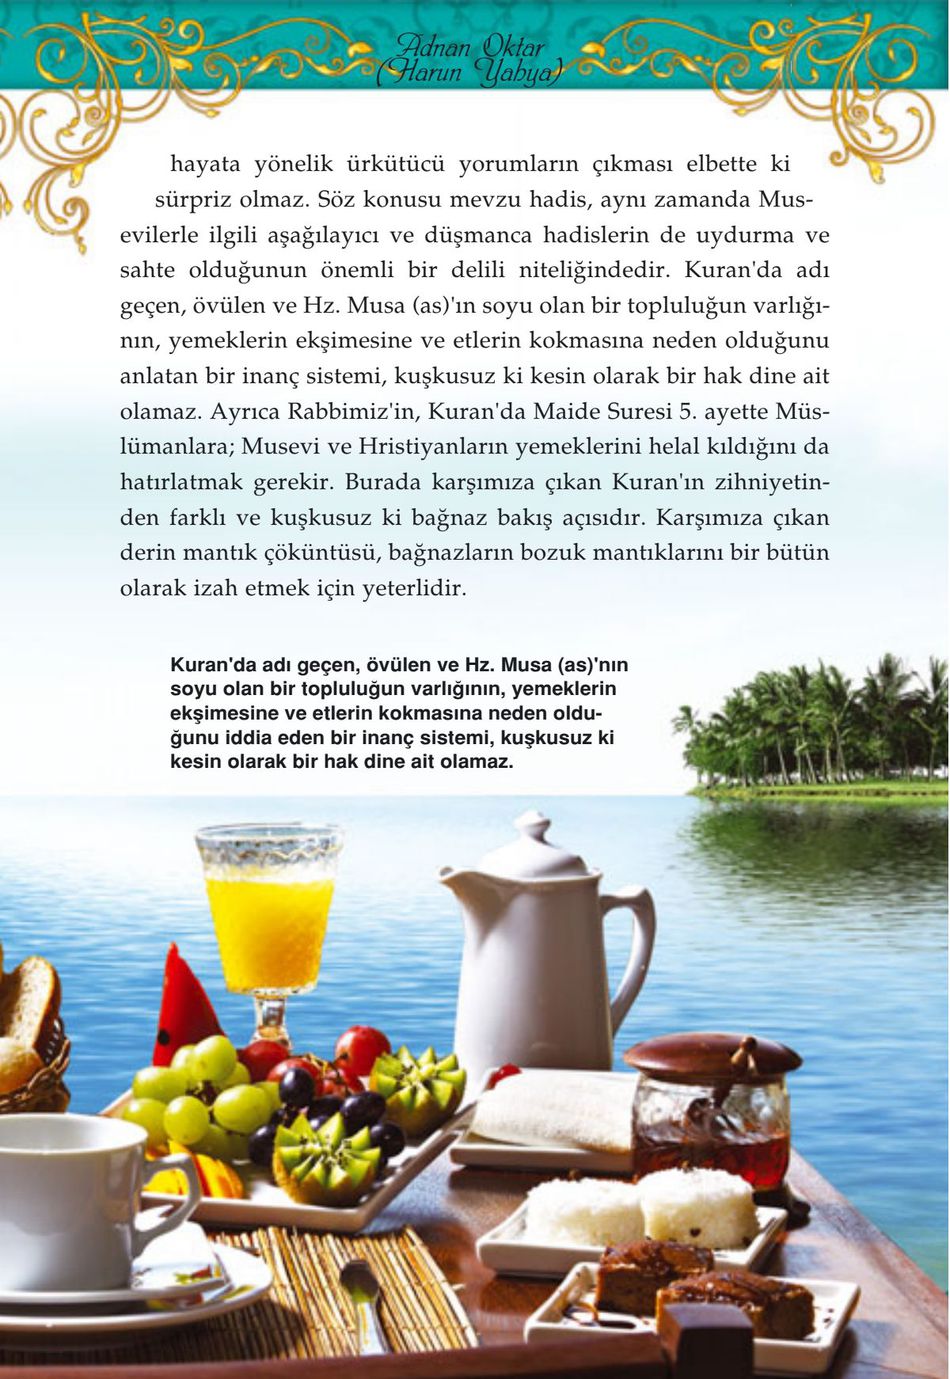 Adnan Oktar
(Harun Yahya)
hayata yönelik ürkütücü yorumların çıkması elbette ki
sürpriz olmaz. Söz konusu mevzu hadis, aynı zamanda Mus-
evilerle ilgili aşağılayıcı ve düşmanca hadislerin de uydurma ve
sahte olduğunun önemli bir delili niteliğindedir. Kuran'da adı
geçen, övülen ve Hz. Musa (as)'ın soyu olan bir topluluğun varlığı-
nın, yemeklerin ekşimesine ve etlerin kokmasına neden olduğunu
anlatan bir inanç sistemi, kuşkusuz ki kesin olarak bir hak dine ait
olamaz. Ayrıca Rabbimiz'in, Kuran'da Maide Suresi 5. ayette Müs-
lümanlara; Musevi ve Hristiyanların yemeklerini helal kıldığını da
hatırlatmak gerekir. Burada karşımıza çıkan Kuran'ın zihniyetin-
den farklı ve kuşkusuz ki bağnaz bakış açısıdır. Karşımıza çıkan
derin mantık çöküntüsü, bağnazların bozuk mantıklarını bir bütün
olarak izah etmek için yeterlidir.
Kuran'da adı geçen, övülen ve Hz. Musa (as)'nın
soyu olan bir topluluğun varlığının, yemeklerin
ekşimesine ve etlerin kokmasına neden oldu-
ğunu iddia eden bir inanç sistemi, kuşkusuz ki
kesin olarak bir hak dine ait olamaz.